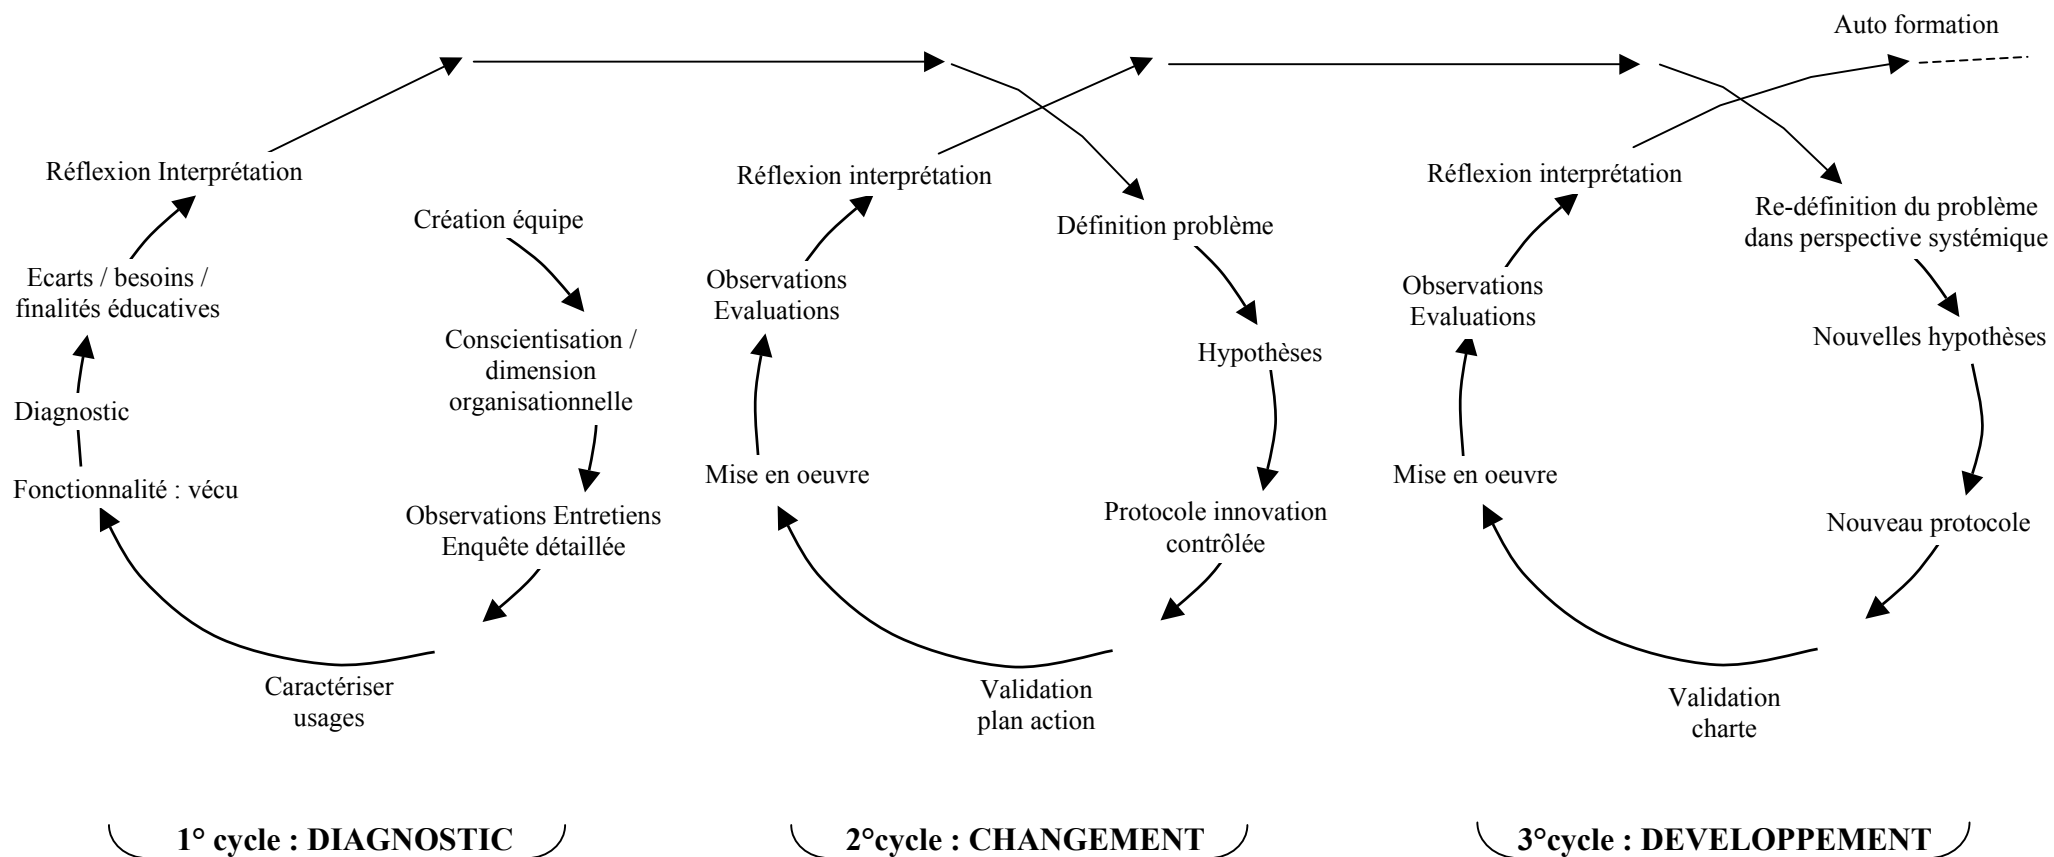 Auto formation
Réflexion Interprétation
Création équipe
Ecarts / besoins /
finalités éducatives
Conscientisation /
dimension
organisationnelle
Diagnostic
Fonctionnalité : vécu
Observations Entretiens
Enquête détaillée
Caractériser
usages
Réflexion interprétation
Définition problème
Observations
Evaluations
Hypothèses
Mise en oeuvre
Protocole innovation
contrôlée
Validation
plan action
Réflexion interprétation
Re-définition du problème
dans perspective systémique
Observations
Evaluations
Nouvelles hypothèses
Mise en oeuvre
Nouveau protocole
Validation
charte
1° cycle : DIAGNOSTIC
2°cycle : CHANGEMENT
3°cycle : DEVELOPPEMENT